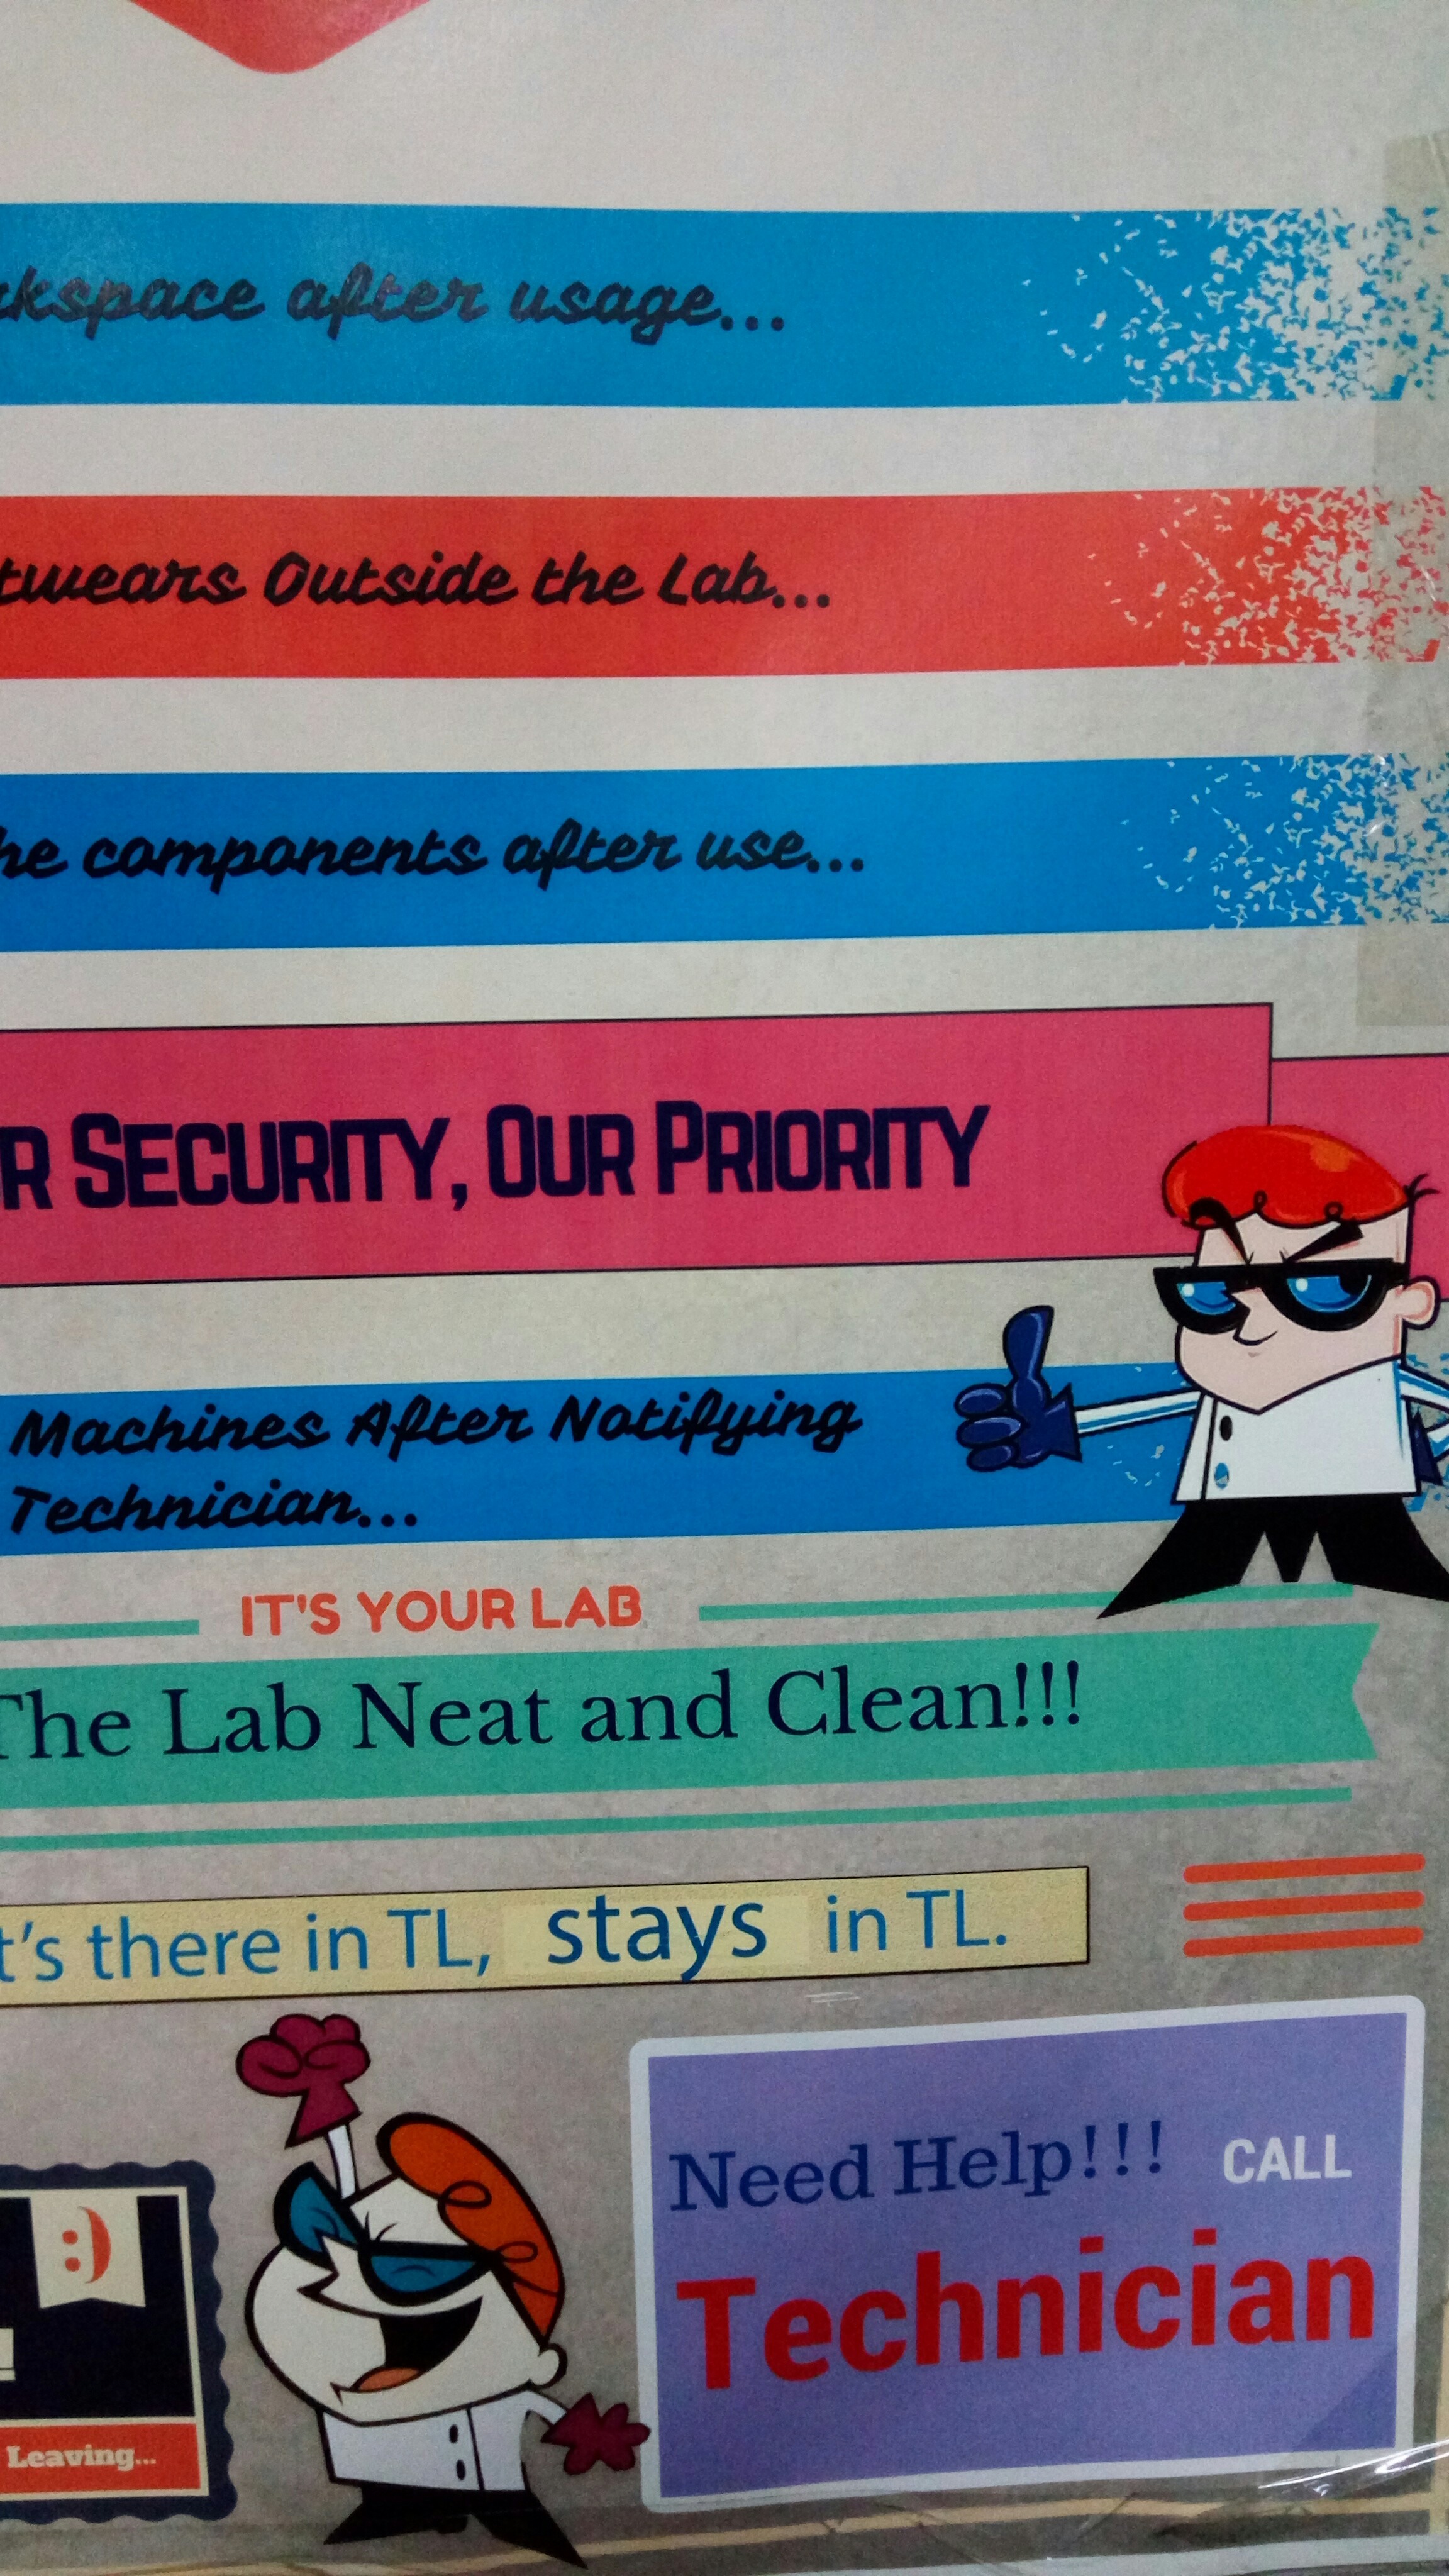 kspace after usage...
twears Outside the Lab...
he components after use...
R SECURITY, OUR PRIORITY
Machines After Notifying
Technician...
IT'S YOUR LAB
The Lab Neat and Clean!!!
t's there in TL, stays in TL.
:)
Need Help!!! CALL
Technician
Leaving...